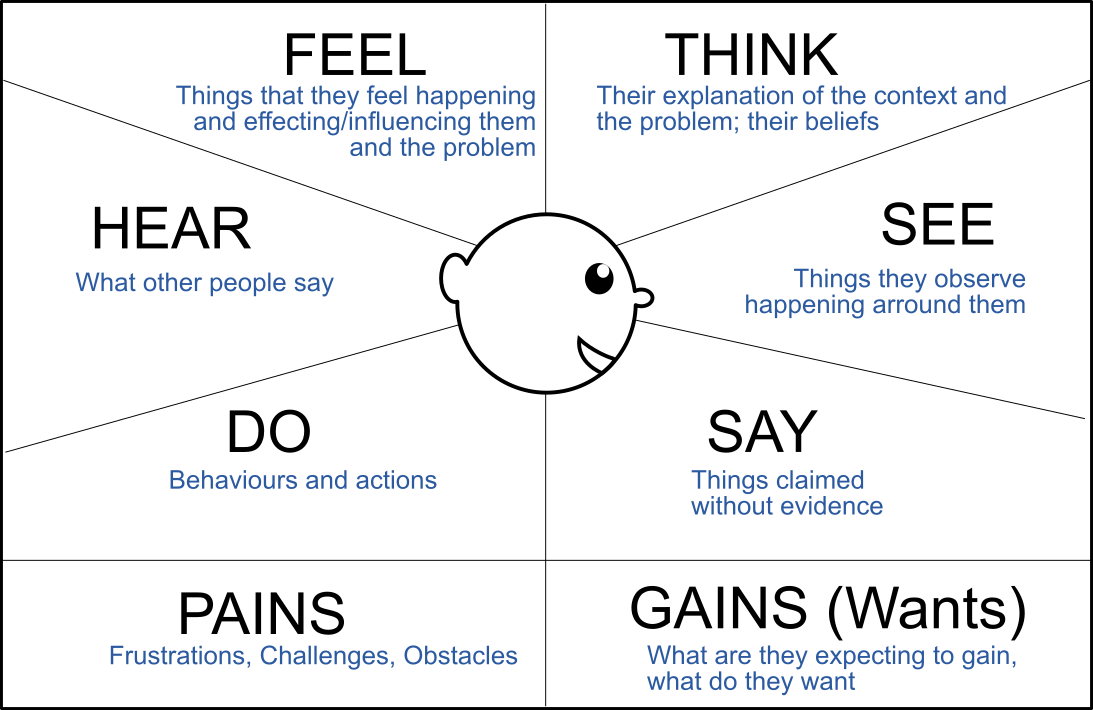 FEEL
Things that they feel happening
and effecting/influencing them
and the problem
THINK
Their explanation of the context and
the problem; their beliefs
HEAR
What other people say
SEE
Things they observe
happening arround them
DO
Behaviours and actions
SAY
Things claimed
without evidence
PAINS
Frustrations, Challenges, Obstacles
GAINS (Wants)
What are they expecting to gain,
what do they want